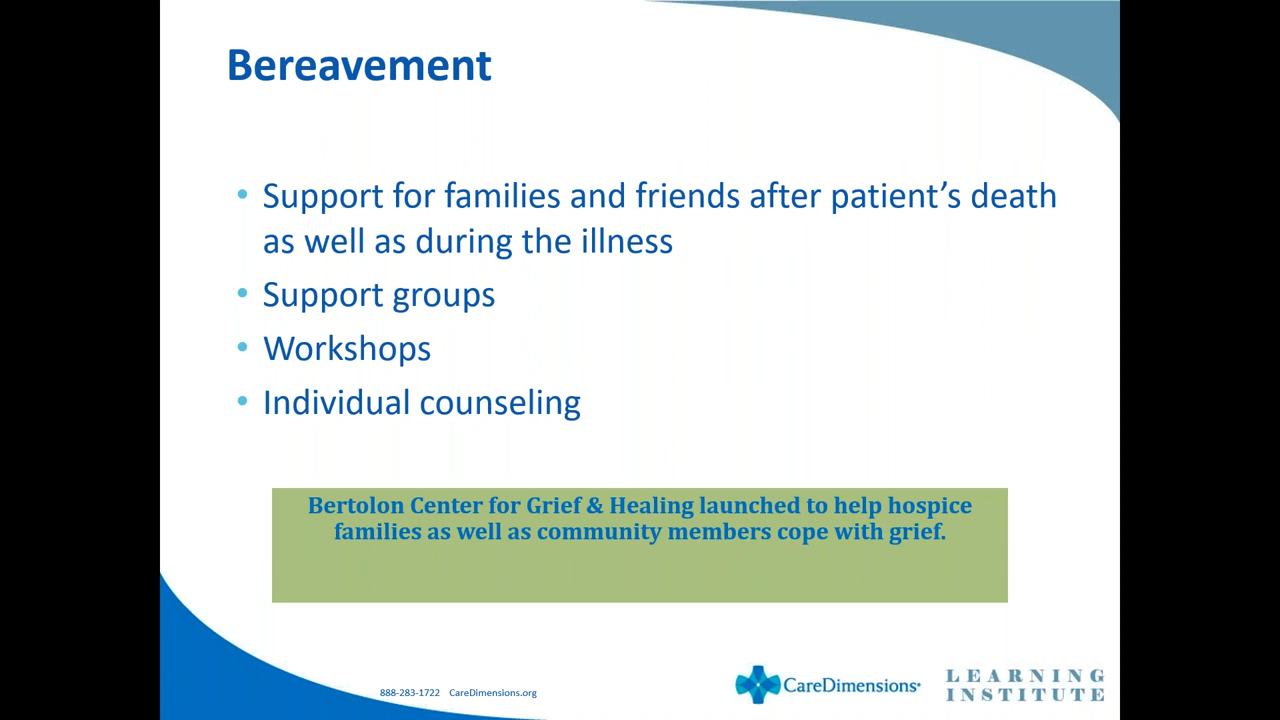 Bereavement
• Support for families and friends after patient’s death
as well as during the illness
• Support groups
• Workshops
• Individual counseling
Bertolon Center for Grief & Healing launched to help hospice
families as well as community members cope with grief.
888-283-1722 CareDimensions.org
CareDimensions
LEARNING
INSTITUTE